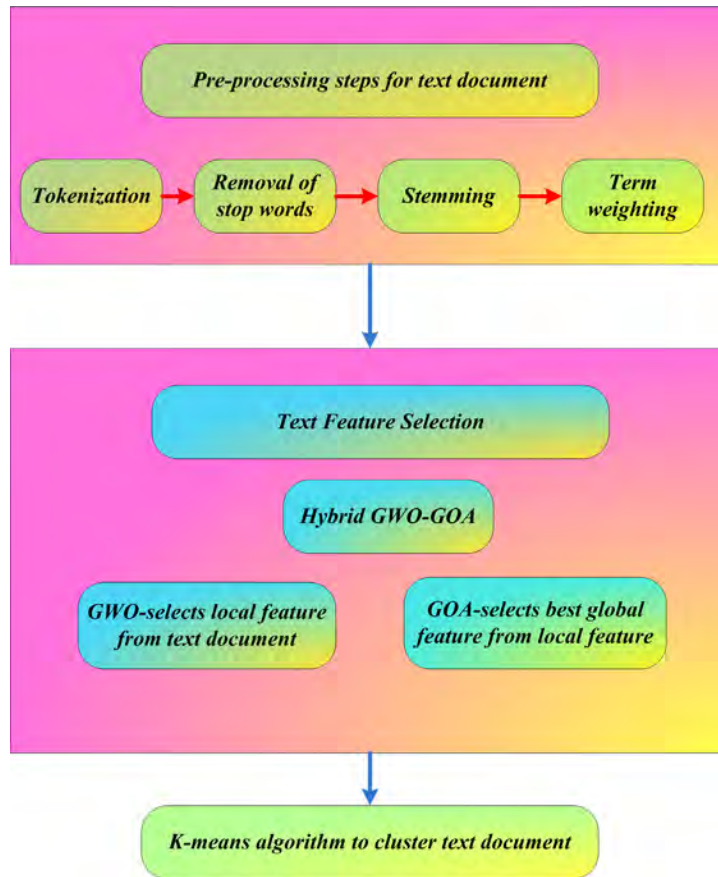 Pre-processing steps for text document
Tokenization
Removal of
stop words
Stemming
Term
weighting
Text Feature Selection
Hybrid GWO-GOA
GWO-selects local feature
from text document
GOA-selects best global
feature from local feature
K-means algorithm to cluster text document